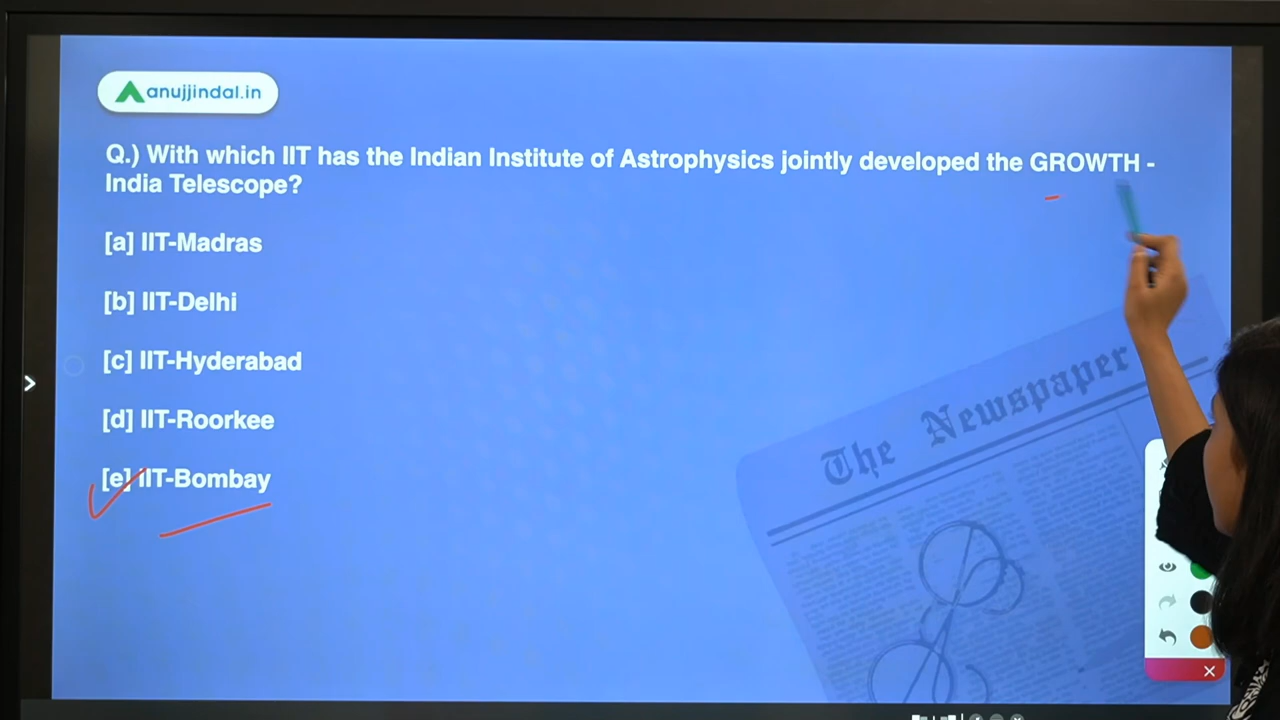 anujjindal.in
Q.) With which IIT has the Indian Institute of Astrophysics jointly developed the GROWTH -
India Telescope?
[a] IIT-Madras
[b] IIT-Delhi
[c] IIT-Hyderabad
[d] IIT-Roorkee
[e] IIT-Bombay
The Newspaper